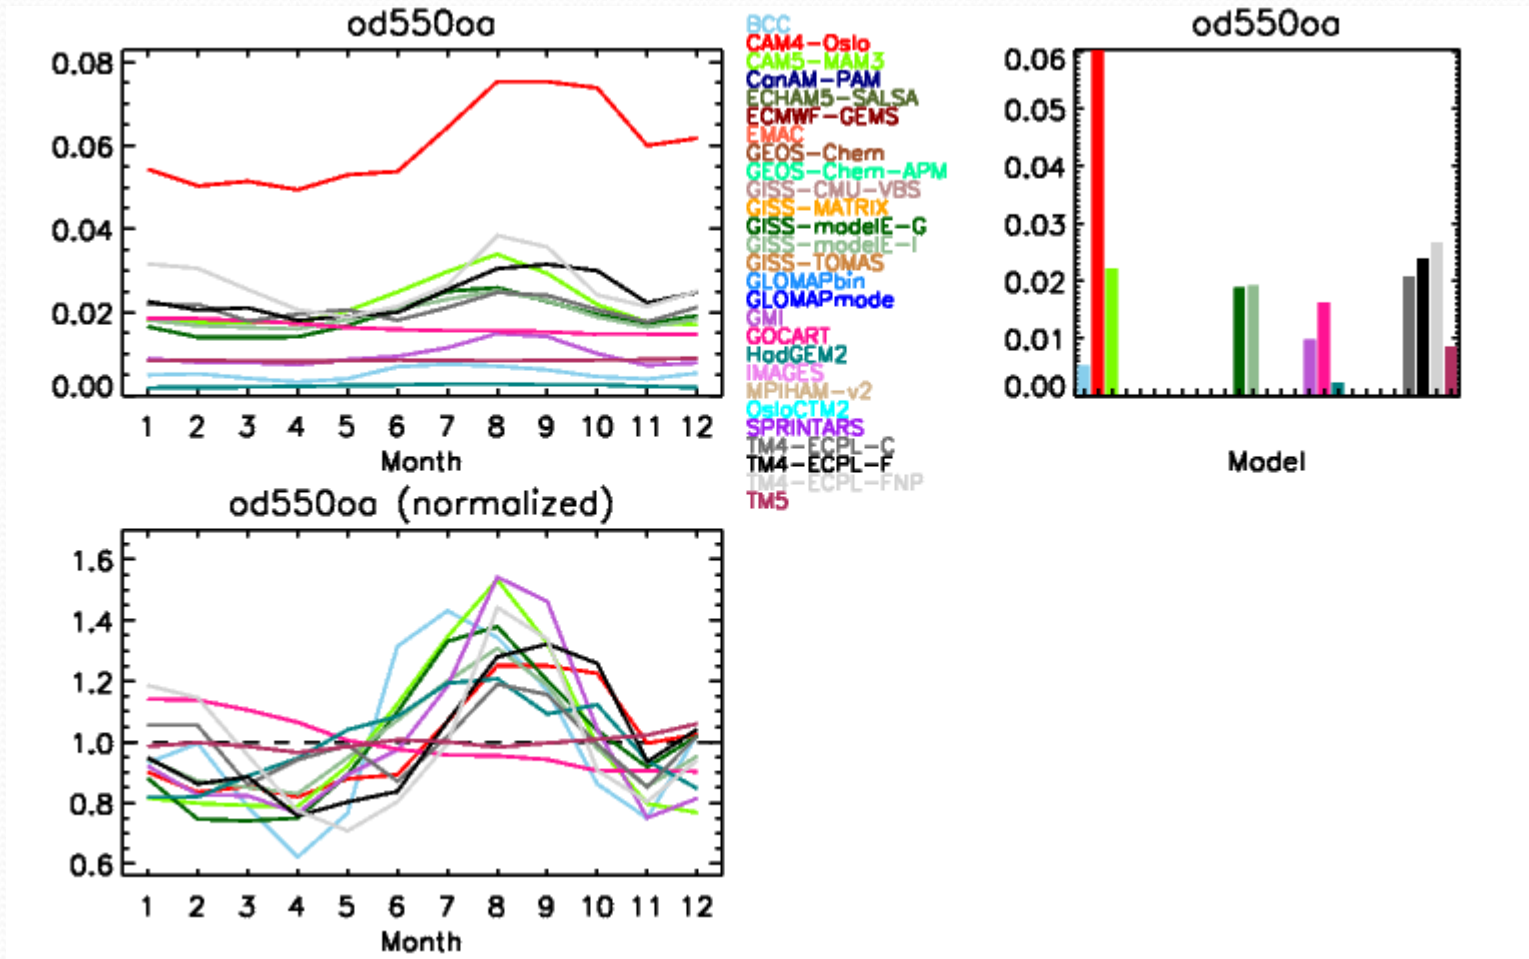 od550oa
0.08
0.06
0.04
0.02
0.00
1 2 3 4 5 6 7 8 9 10 11 12
Month
BCC
CAM4-Oslo
CAM5-MAM3
CanAM-PAM
ECHAM5-SALSA
ECMWF-GEMS
EMAC
GEOS-Chem
GEOS-Chem-APM
GISS-CMU-VBS
GISS-MATRIX
GISS-modelE-G
GISS-modelE-I
GISS-TOMAS
GLOMAPbin
GLOMAPmode
GMI
GOCART
HadGEM2
IMAGES
MPIHAM-v2
OsloCTM2
SPRINTARS
TM4-ECPL-C
TM4-ECPL-F
TM4-ECPL-FNP
TM5
od550oa
0.06
0.05
0.04
0.03
0.02
0.01
0.00
Model
od550oa (normalized)
1.6
1.4
1.2
1.0
0.8
0.6
1 2 3 4 5 6 7 8 9 10 11 12
Month